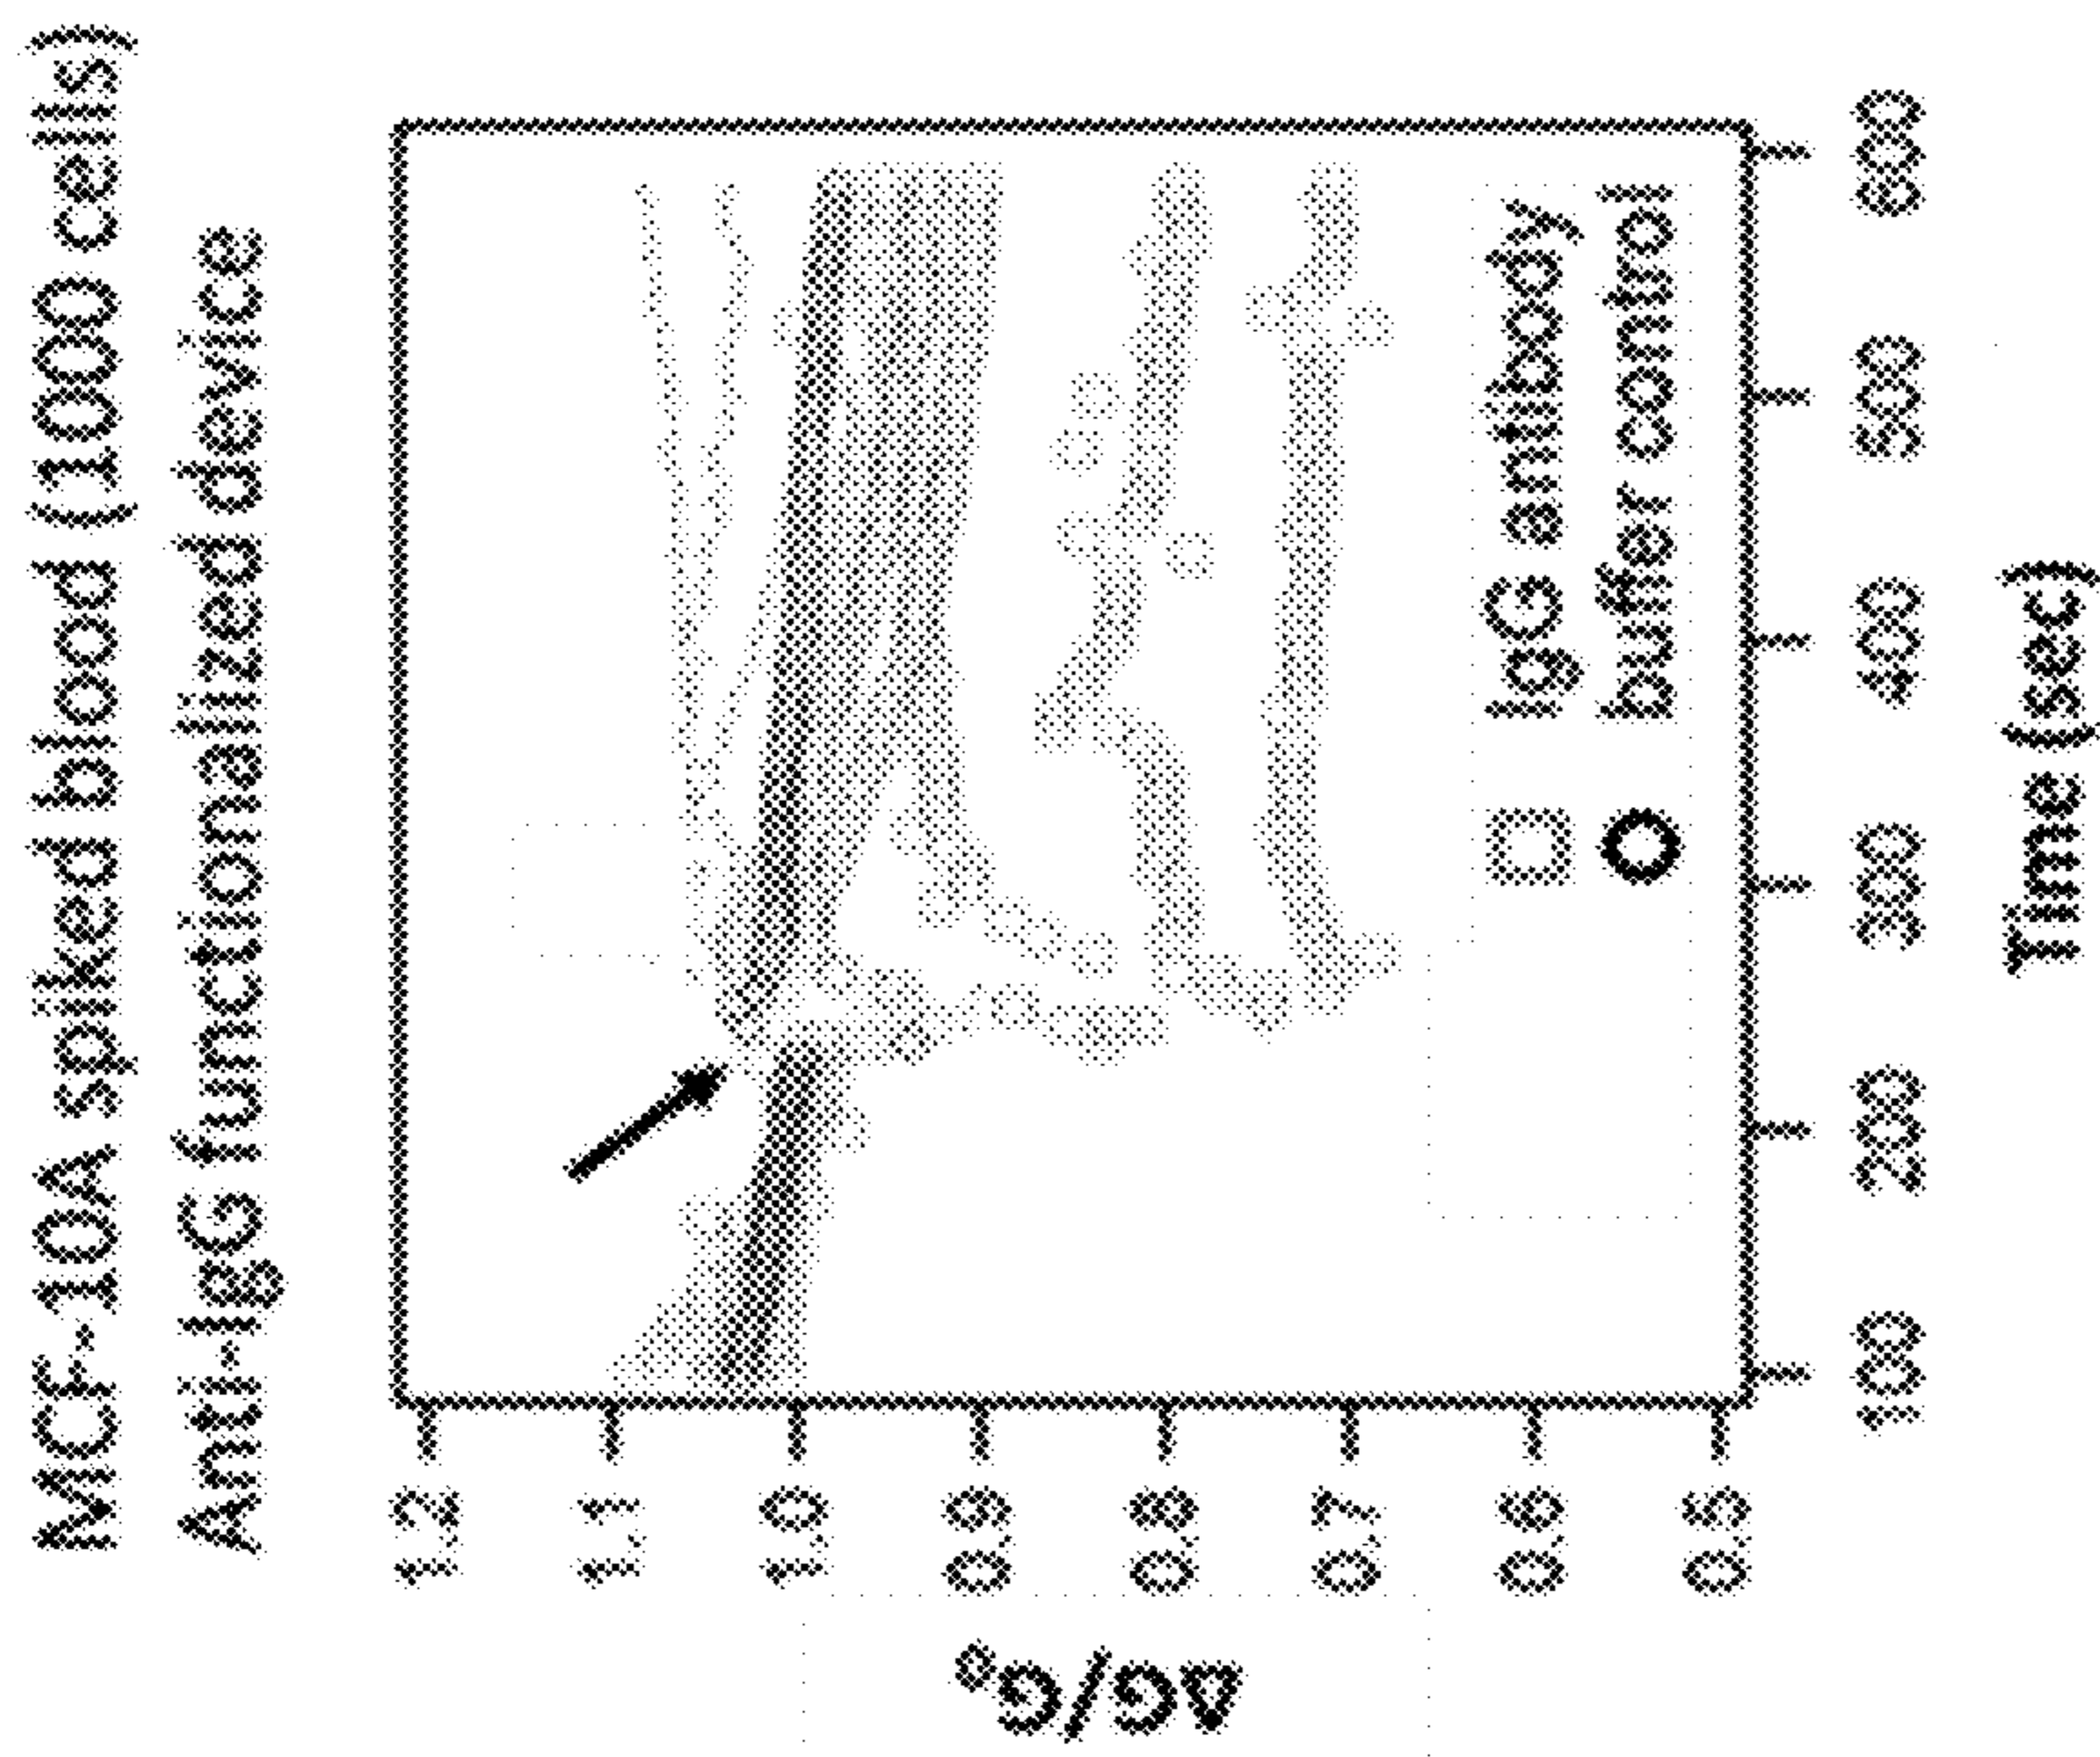 MCF-10A spiked blood (1000 cells)
Anti-IgG functionalized device
1.2
1.1
1.0
0.9
0.8
0.7
0.6
0.5
ΔG/G₀
IgG antibody
buffer control
100
200
300
400
500
600
Time (sec)